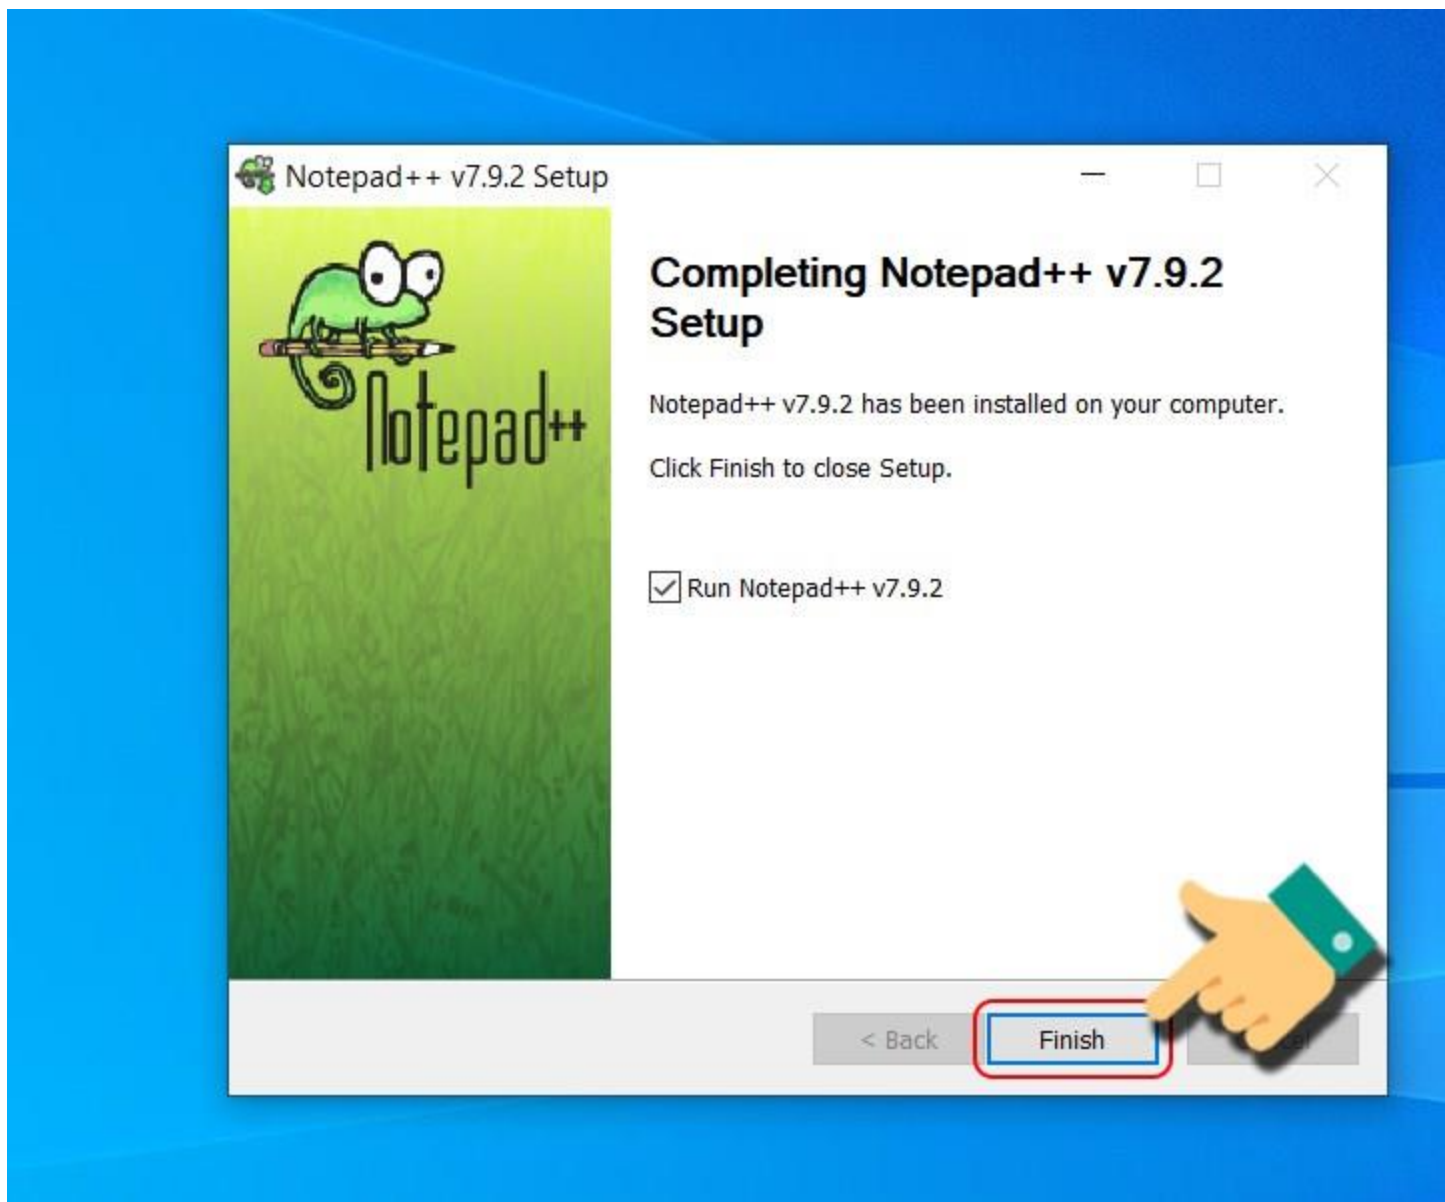 Notepad++ v7.9.2 Setup
Notepad++
Completing Notepad++ v7.9.2
Setup
Notepad++ v7.9.2 has been installed on your computer.
Click Finish to close Setup.
Run Notepad++ v7.9.2
< Back
Finish